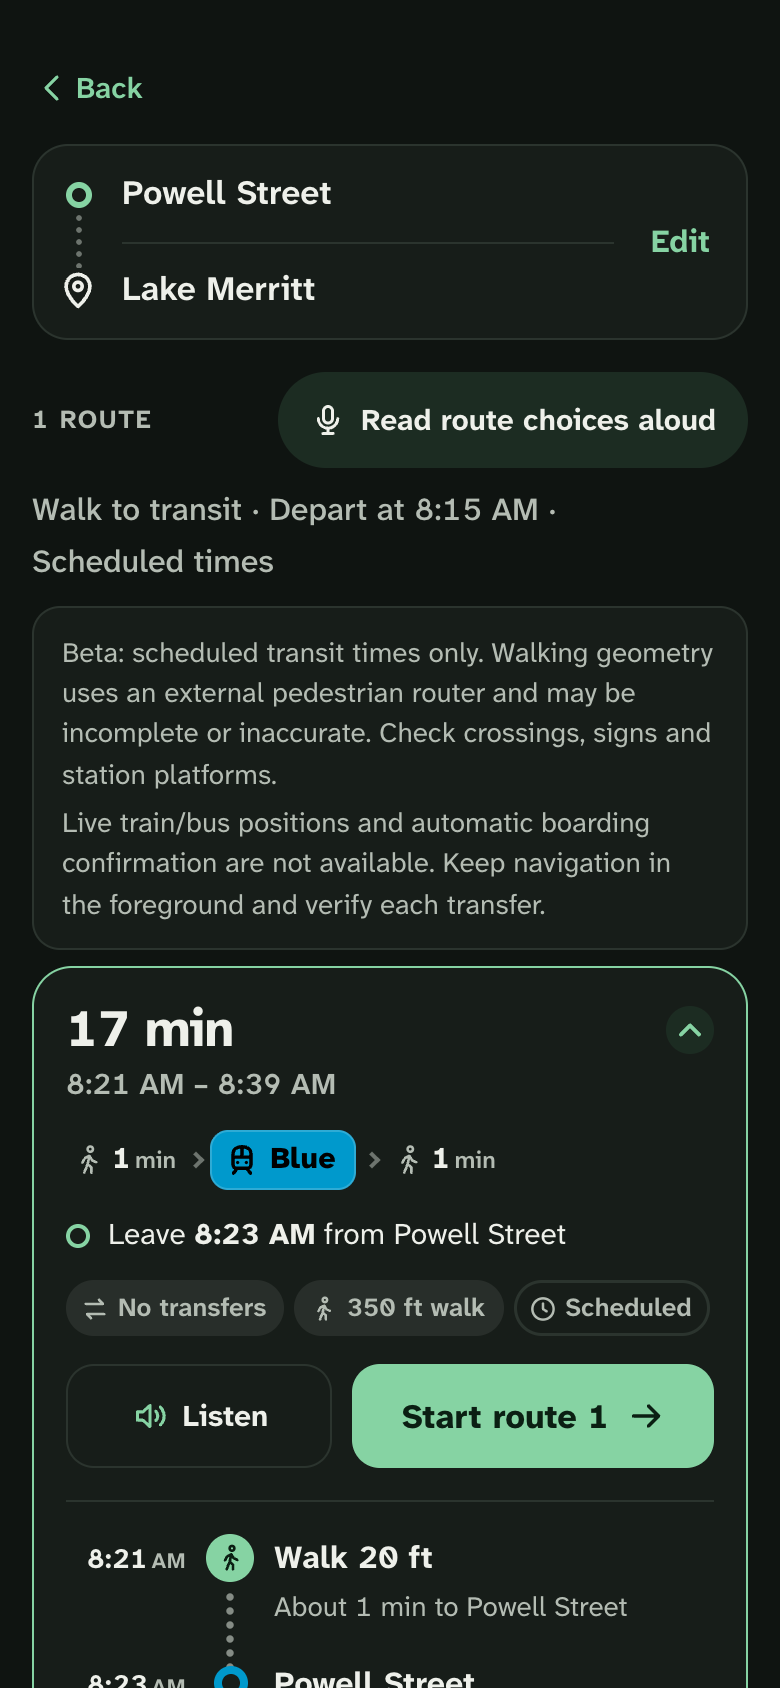 Back
Powell Street
Edit
Lake Merritt
1 ROUTE
Read route choices aloud
Walk to transit · Depart at 8:15 AM ·
Scheduled times
Beta: scheduled transit times only. Walking geometry
uses an external pedestrian router and may be
incomplete or inaccurate. Check crossings, signs and
station platforms.
Live train/bus positions and automatic boarding
confirmation are not available. Keep navigation in
the foreground and verify each transfer.
17 min
8:21 AM – 8:39 AM
1 min > Blue > 1 min
Leave 8:23 AM from Powell Street
No transfers 350 ft walk Scheduled
Listen Start route 1 →
8:21 AM Walk 20 ft
About 1 min to Powell Street
8:23 AM Powell Street